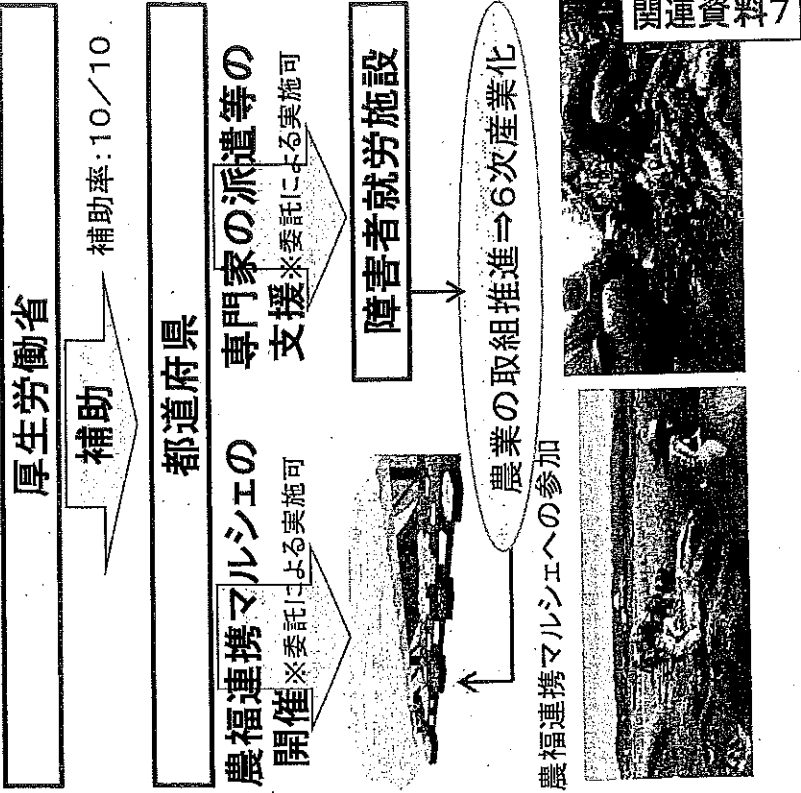 関連資料7
厚生労働省
補助
補助率:10/10
都道府県
農福連携マルシェの
開催※委託による実施可
専門家の派遣等の
支援※委託による実施可
障害者就労施設
農業の取組推進⇒6次産業化
農福連携マルシェへの参加